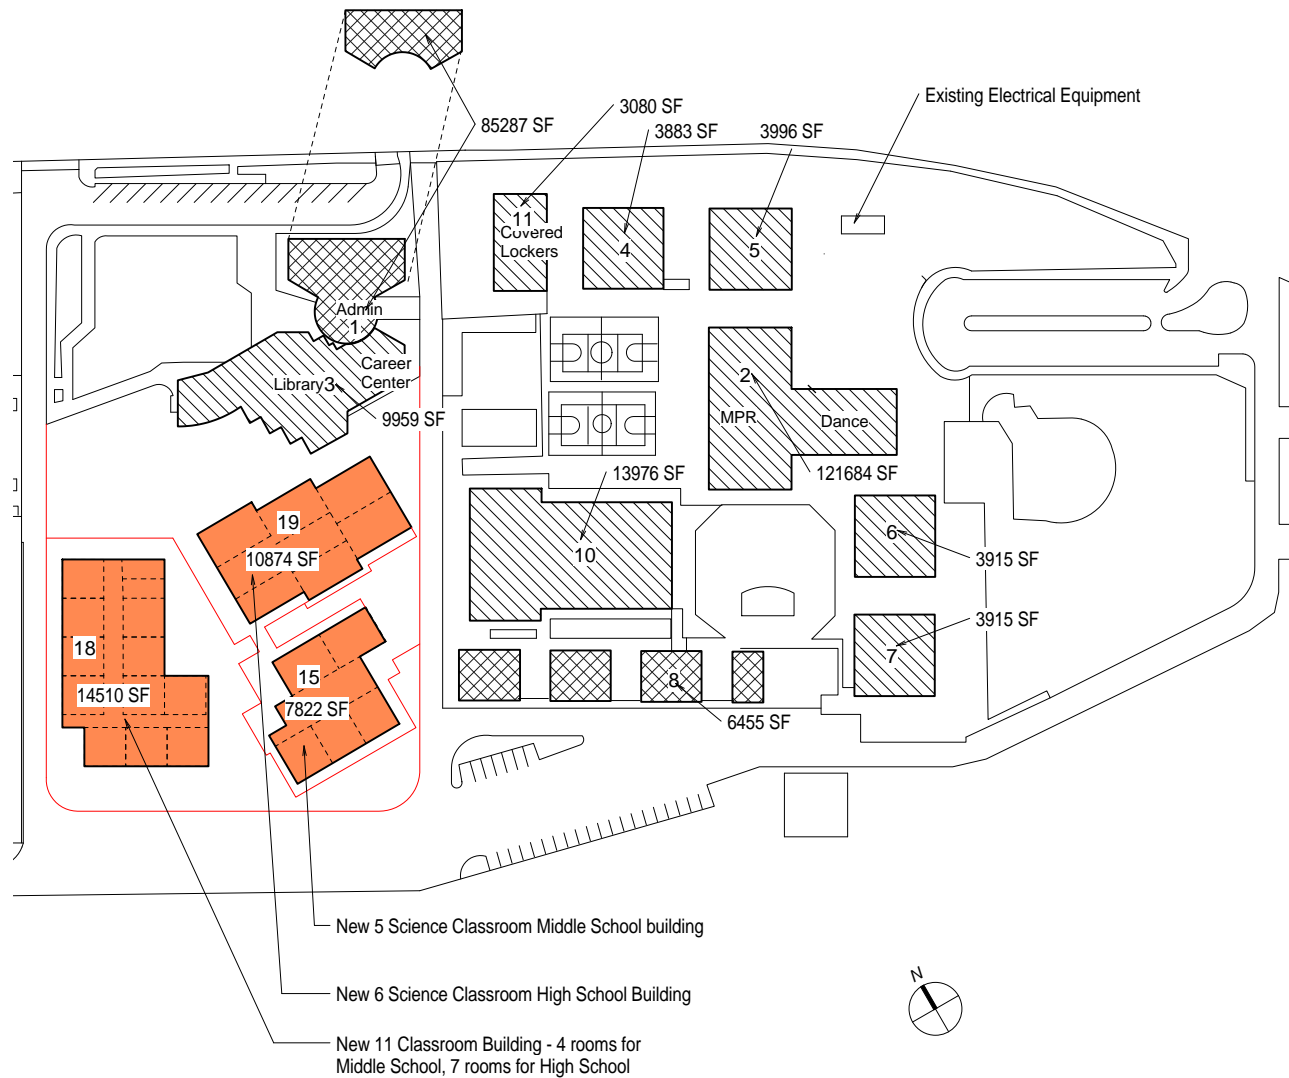 3080 SF
Existing Electrical Equipment
85287 SF
3883 SF
3996 SF
11
Covered
Lockers
4
5
Admin
1
Career
Center
Library 3
9959 SF
2
MPR
Dance
13976 SF
121684 SF
19
10874 SF
10
6
3915 SF
3915 SF
18
14510 SF
15
7822 SF
7
8
6455 SF
New 5 Science Classroom Middle School building
N
New 6 Science Classroom High School Building
New 11 Classroom Building - 4 rooms for
Middle School, 7 rooms for High School